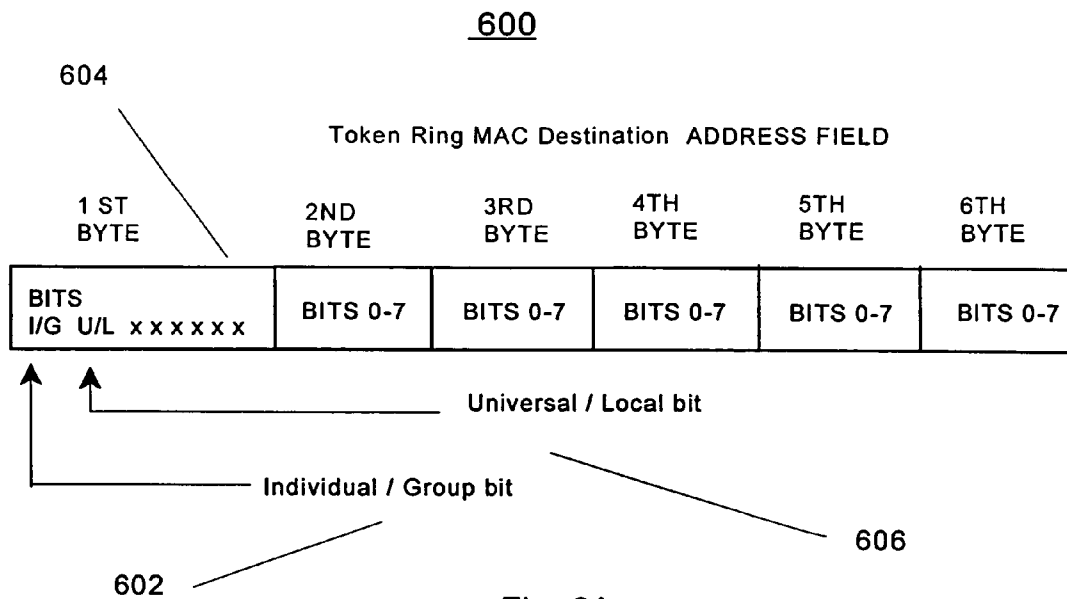 600
604
Token Ring MAC Destination ADDRESS FIELD
1 ST
BYTE
2ND
BYTE
3RD
BYTE
4TH
BYTE
5TH
BYTE
6TH
BYTE
BITS
I/G U/L x x x x x x
BITS 0-7
BITS 0-7
BITS 0-7
BITS 0-7
BITS 0-7
Universal / Local bit
Individual / Group bit
606
602